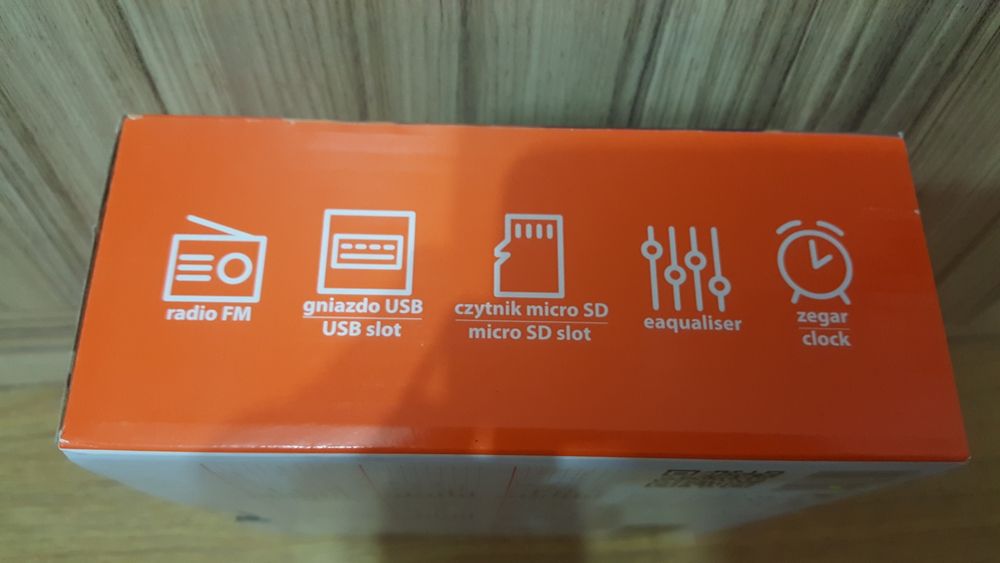 radio FM
gniazdo USB
USB slot
czytnik micro SD
micro SD slot
eaqualiser
zegar
clock